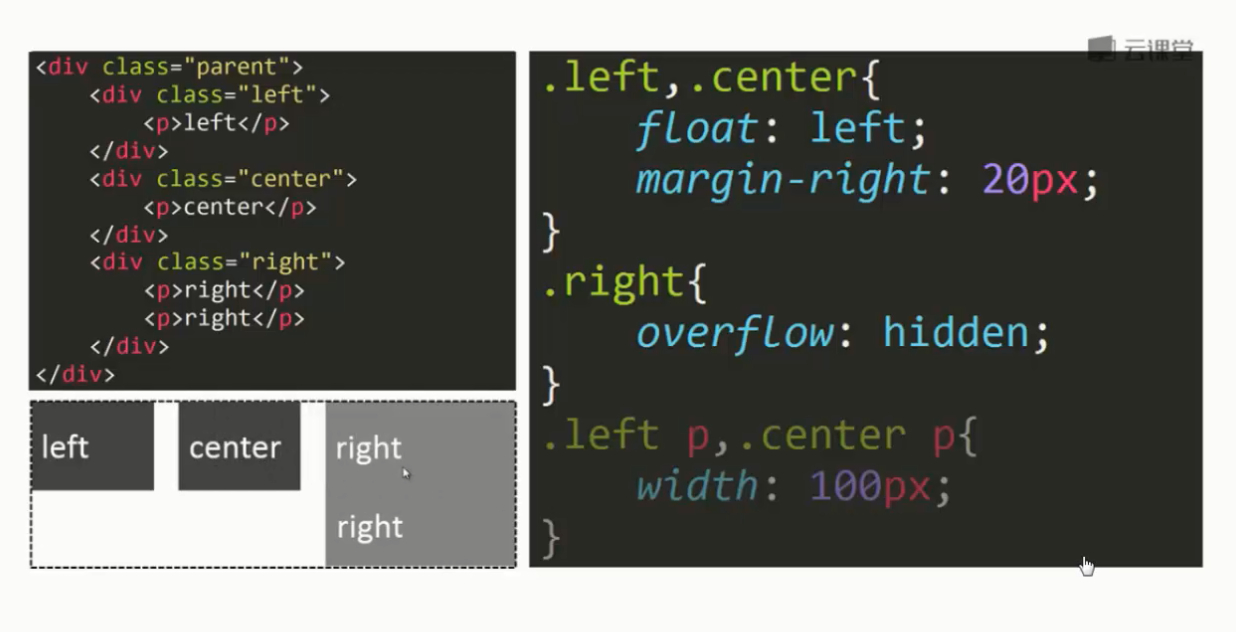 云课堂
<div class="parent">
    <div class="left">
        <p>left</p>
    </div>
    <div class="center">
        <p>center</p>
    </div>
    <div class="right">
        <p>right</p>
        <p>right</p>
    </div>
</div>
left center right
right
.left,.center{
    float: left;
    margin-right: 20px;
}
.right{
    overflow: hidden;
}
.left p,.center p{
    width: 100px;
}